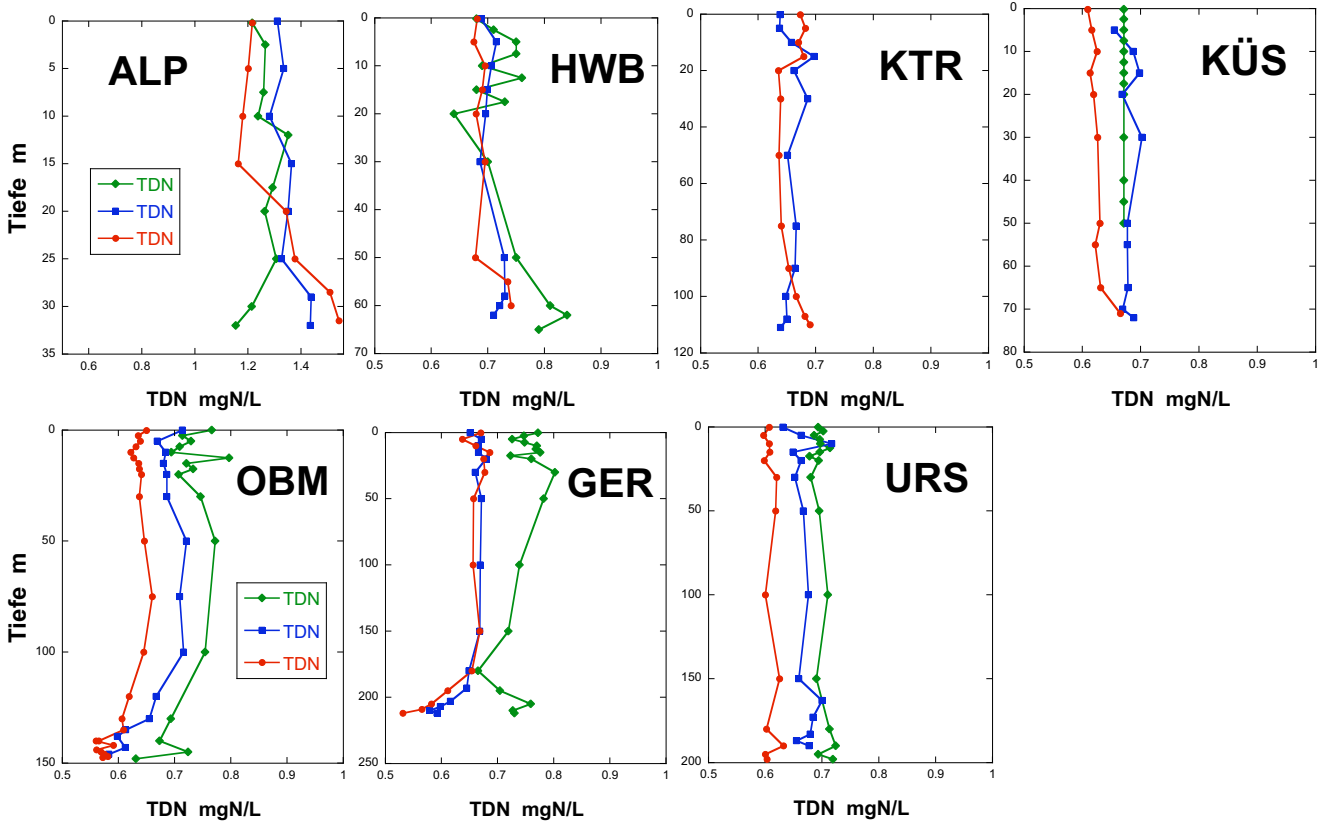 0 0.6 0.8 1 1.2 1.4
0 5 10 15 20 25 30 35
ALP
Tiefe m
TDN
TDN
TDN
TDN mgN/L
0 10 20 30 40 50 60 70
HWB
0.5 0.6 0.7 0.8 0.9 1
TDN mgN/L
0 20 40 60 80 100 120
KTR
0.5 0.6 0.7 0.8 0.9 1
TDN mgN/L
0 10 20 30 40 50 60 70 80
KÜS
0.5 0.6 0.7 0.8 0.9 1
TDN mgN/L
0 50 100 150
OBM
Tiefe m
TDN
TDN
TDN
0.5 0.6 0.7 0.8 0.9 1
TDN mgN/L
0 50 100 150 200 250
GER
0.5 0.6 0.7 0.8 0.9 1
TDN mgN/L
0 50 100 150 200
URS
0.5 0.6 0.7 0.8 0.9 1
TDN mgN/L